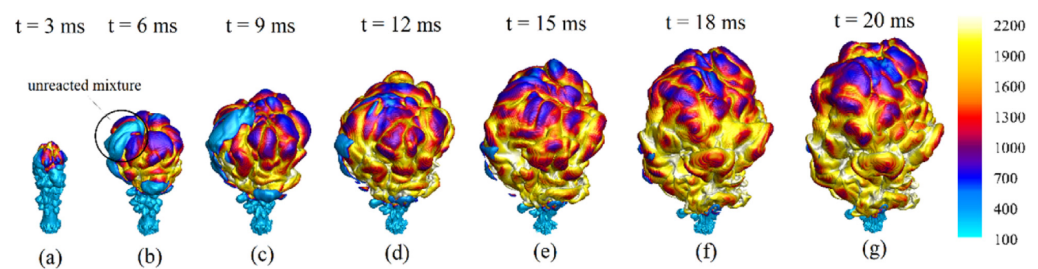 t = 3 ms t = 6 ms t = 9 ms t = 12 ms t = 15 ms t = 18 ms t = 20 ms
unreacted mixture
2200
1900
1600
1300
1000
700
400
100
(a) (b) (c) (d) (e) (f) (g)